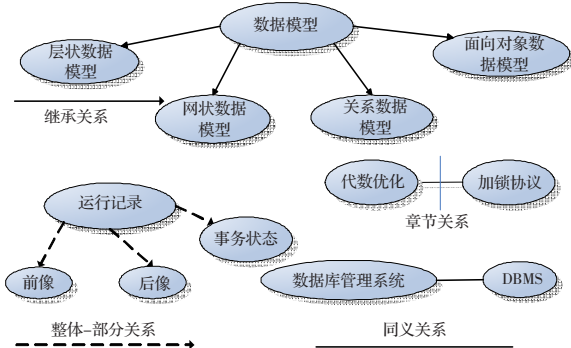 数据模型
层状数据
模型
面向对象数
据模型
网状数据
模型
关系数据
模型
继承关系
代数优化
加锁协议
章节关系
运行记录
事务状态
前像
后像
数据库管理系统
DBMS
整体-部分关系
同义关系